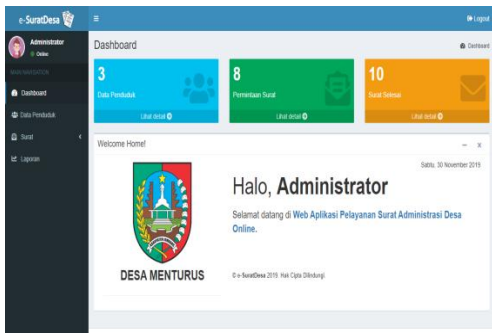 e-SuratDesa
Logout
Administrator
Online
MAIN NAVIGATION
Dashboard
Data Penduduk
Surat
Laporan
Dashboard
Dashboard
3
Data Penduduk
Lihat detail
8
Permintaan Surat
Lihat detail
10
Surat Selesai
Lihat detail
Welcome Home!
Sabtu, 30 November 2019
DESA MENTURUS
Halo, Administrator
Selamat datang di Web Aplikasi Pelayanan Surat Administrasi Desa
Online.
© e-SuratDesa 2019. Hak Cipta Dilindungi.